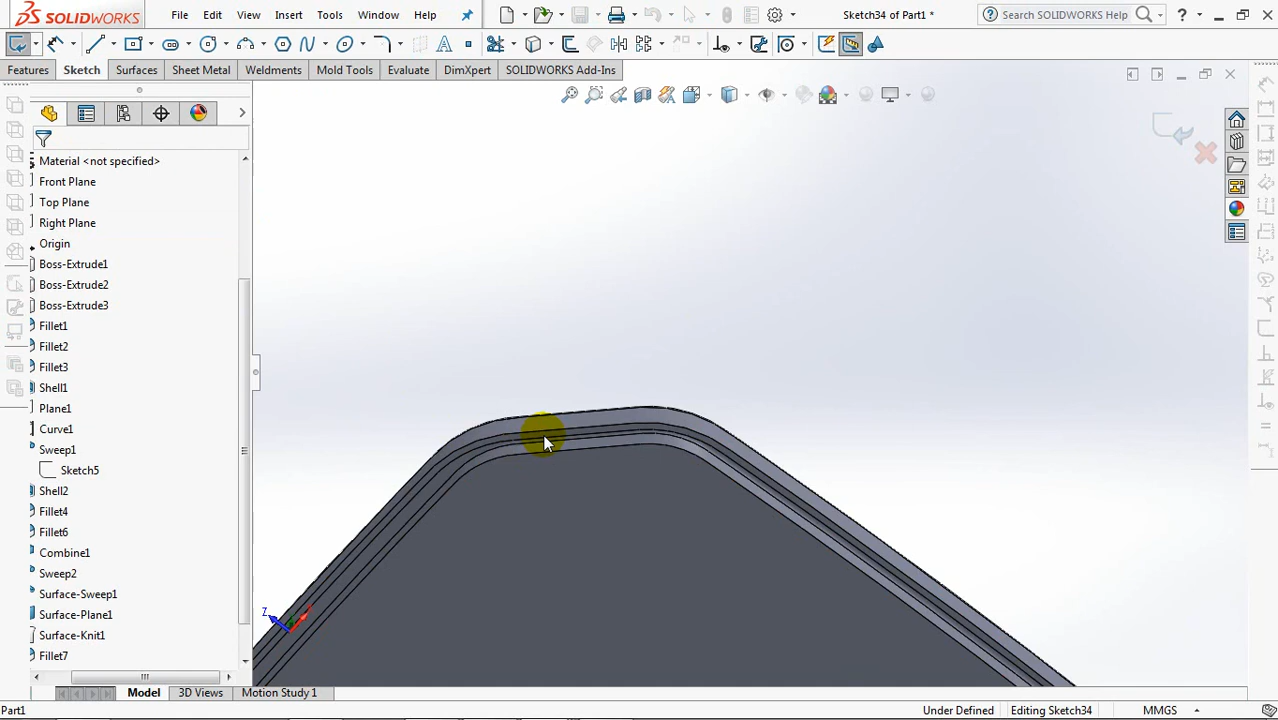 SOLIDWORKS File Edit View Insert Tools Window Help Sketch34 of Part1 * Search SOLIDWORKS Help ?
Features Sketch Surfaces Sheet Metal Weldments Mold Tools Evaluate DimXpert SOLIDWORKS Add-Ins
Material <not specified>
Front Plane
Top Plane
Right Plane
Origin
Boss-Extrude1
Boss-Extrude2
Boss-Extrude3
Fillet1
Fillet2
Fillet3
Shell1
Plane1
Curve1
Sweep1
Sketch5
Shell2
Fillet4
Fillet6
Combine1
Sweep2
Surface-Sweep1
Surface-Plane1
Surface-Knit1
Fillet7
Z
Model 3D Views Motion Study 1
Part1 Under Defined Editing Sketch34 MMGS